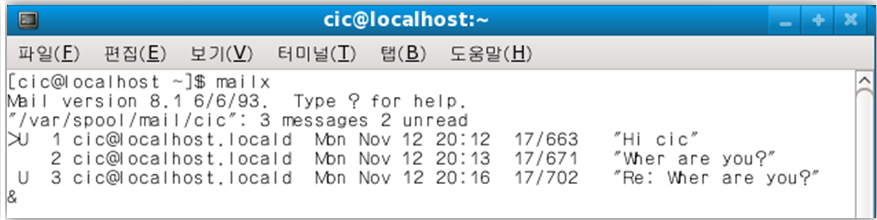 cic@localhost:~
파일(F) 편집(E) 보기(V) 터미널(T) 탭(B) 도움말(H)
[cic@localhost ~]$ mailx
Mail version 8.1 6/6/93.  Type ? for help.
"/var/spool/mail/cic": 3 messages 2 unread
>U  1 cic@localhost.locald  Mon Nov 12 20:12  17/663   "Hi cic"
    2 cic@localhost.locald  Mon Nov 12 20:13  17/671   "Wher are you?"
 U  3 cic@localhost.locald  Mon Nov 12 20:16  17/702   "Re: Wher are you?"
&